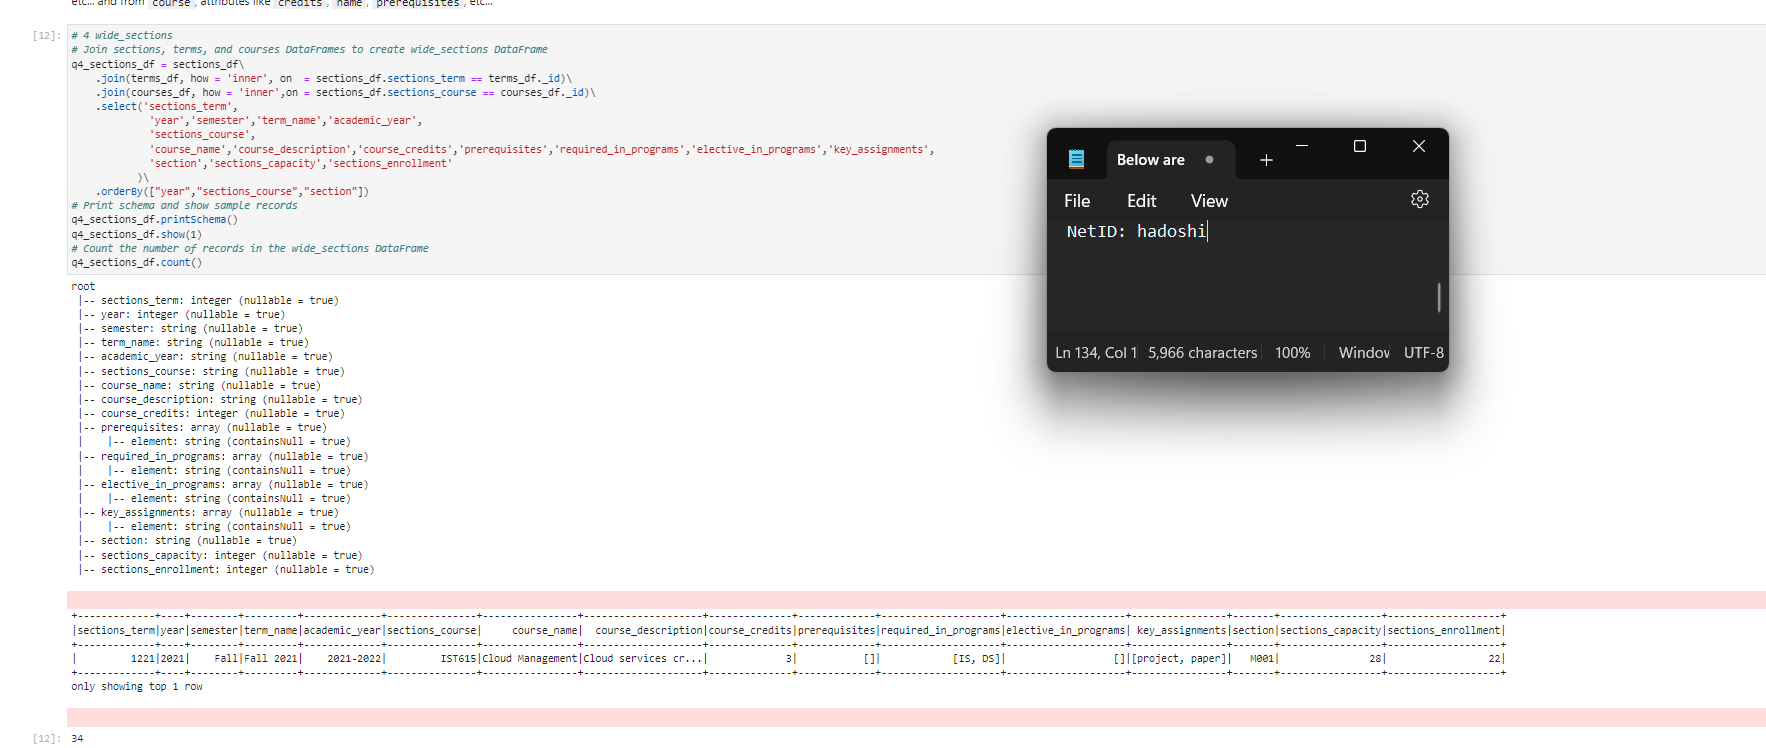 etc... and from course, attributes like credits, name, prerequisites, etc...
[12]: # 4 wide_sections
# Join sections, terms, and courses DataFrames to create wide_sections DataFrame
q4_sections_df = sections_df\
    .join(terms_df, how = 'inner', on  = sections_df.sections_term == terms_df._id)\
    .join(courses_df, how = 'inner',on = sections_df.sections_course == courses_df._id)\
    .select('sections_term',
             'year','semester','term_name','academic_year',
             'sections_course',
             'course_name','course_description','course_credits','prerequisites','required_in_programs','elective_in_programs','key_assignments',
             'section','sections_capacity','sections_enrollment'
           )\
    .orderBy(["year","sections_course","section"])
# Print schema and show sample records
q4_sections_df.printSchema()
q4_sections_df.show(1)
# Count the number of records in the wide_sections DataFrame
q4_sections_df.count()
root
 |-- sections_term: integer (nullable = true)
 |-- year: integer (nullable = true)
 |-- semester: string (nullable = true)
 |-- term_name: string (nullable = true)
 |-- academic_year: string (nullable = true)
 |-- sections_course: string (nullable = true)
 |-- course_name: string (nullable = true)
 |-- course_description: string (nullable = true)
 |-- course_credits: integer (nullable = true)
 |-- prerequisites: array (nullable = true)
 |    |-- element: string (containsNull = true)
 |-- required_in_programs: array (nullable = true)
 |    |-- element: string (containsNull = true)
 |-- elective_in_programs: array (nullable = true)
 |    |-- element: string (containsNull = true)
 |-- key_assignments: array (nullable = true)
 |    |-- element: string (containsNull = true)
 |-- section: string (nullable = true)
 |-- sections_capacity: integer (nullable = true)
 |-- sections_enrollment: integer (nullable = true)
+-------------+----+--------+---------+-------------+---------------+----------------+--------------------+--------------+-------------+--------------------+--------------------+----------------+-------+-----------------+-------------------+
|sections_term|year|semester|term_name|academic_year|sections_course|     course_name|  course_description|course_credits|prerequisites|required_in_programs|elective_in_programs| key_assignments|section|sections_capacity|sections_enrollment|
+-------------+----+--------+---------+-------------+---------------+----------------+--------------------+--------------+-------------+--------------------+--------------------+----------------+-------+-----------------+-------------------+
|         1221|2021|    Fall|Fall 2021|    2021-2022|         IST615|Cloud Management|Cloud services cr...|             3|           []|            [IS, DS]|                  []|[project, paper]|   M001|               28|                 22|
+-------------+----+--------+---------+-------------+---------------+----------------+--------------------+--------------+-------------+--------------------+--------------------+----------------+-------+-----------------+-------------------+
only showing top 1 row
[12]: 34
Below are
File Edit View
NetID: hadoshi
Ln 134, Col 1 5,966 characters 100% Window UTF-8